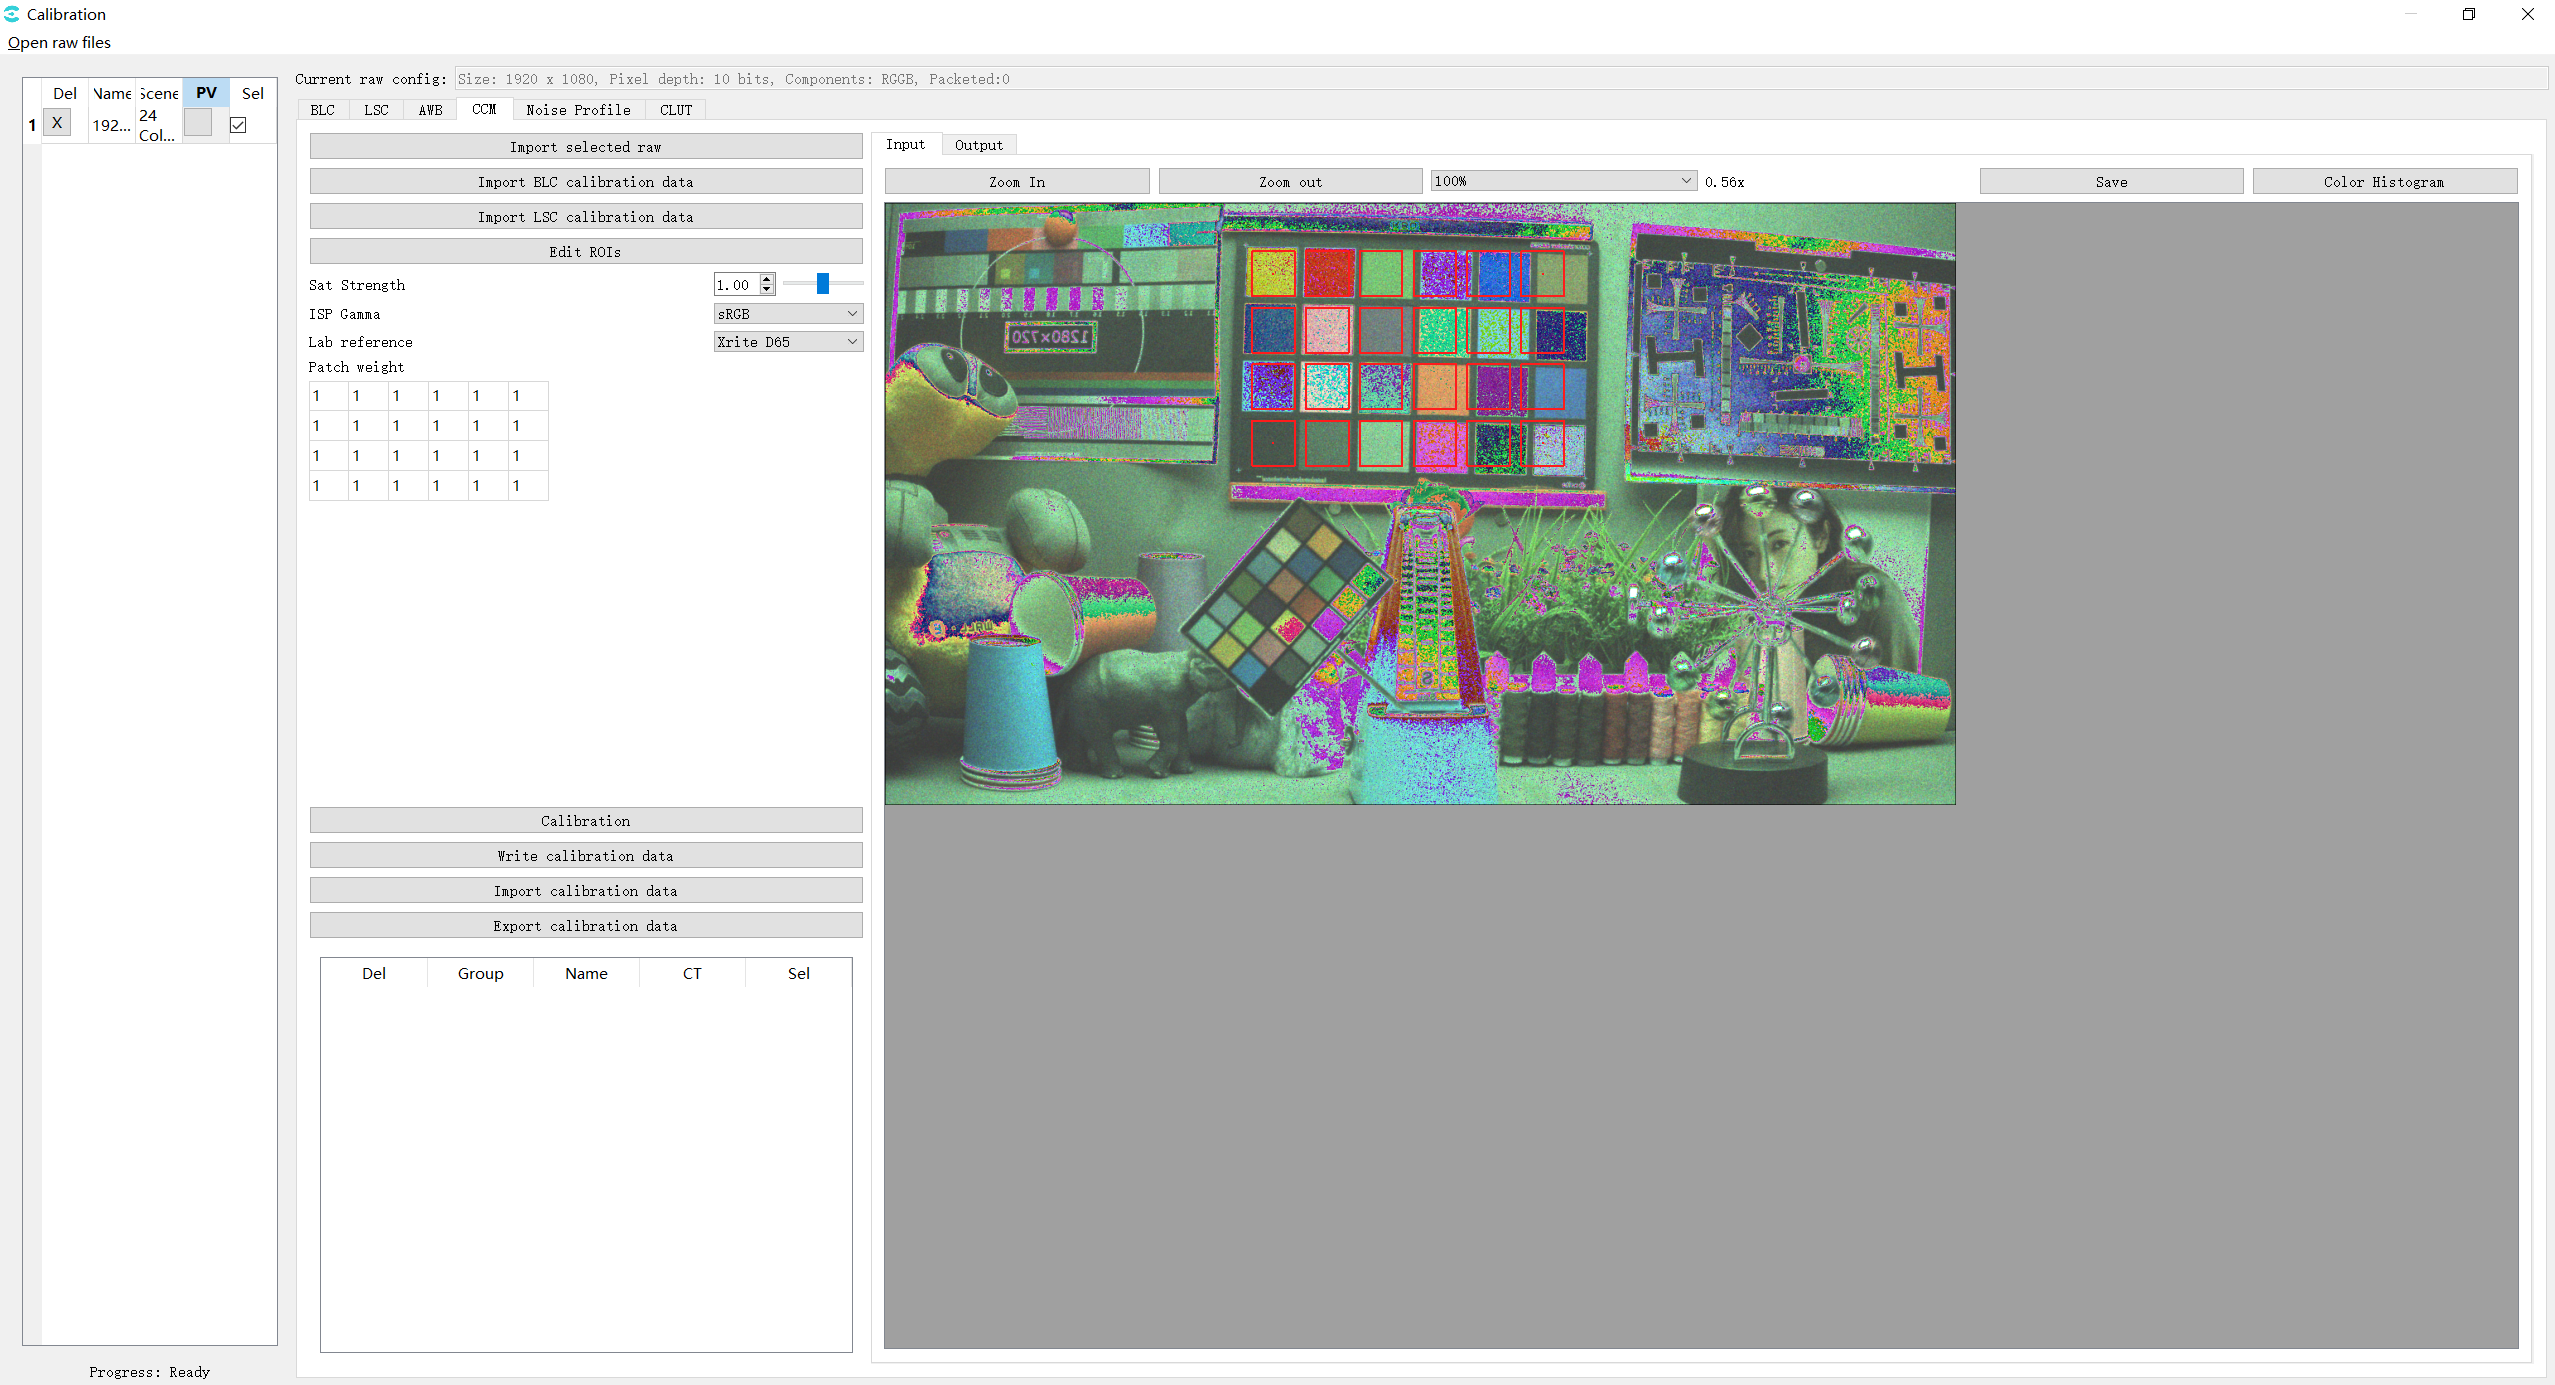 Calibration
Open raw files
Del Name Scene PV Sel
1 X 192... 24 Col...
Progress: Ready
Current raw config: Size: 1920 x 1080, Pixel depth: 10 bits, Components: RGGB, Packeted:0
BLC LSC AWB CCM Noise Profile CLUT
Import selected raw
Import BLC calibration data
Import LSC calibration data
Edit ROIs
Sat Strength 1.00
ISP Gamma sRGB
Lab reference Xrite D65
Patch weight
1 1 1 1 1 1
1 1 1 1 1 1
1 1 1 1 1 1
1 1 1 1 1 1
Calibration
Write calibration data
Import calibration data
Export calibration data
Del Group Name CT Sel
Input Output
Zoom In Zoom out 100% 0.56x Save Color Histogram
1280×720